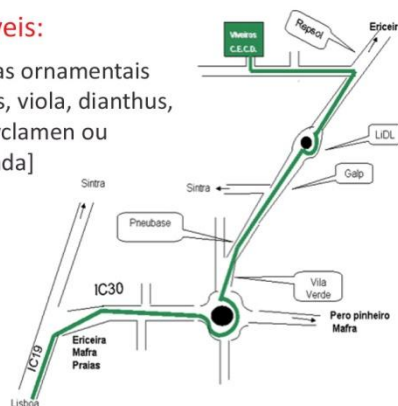 veis:
as ornamentais
s, viola, dianthus,
clamen ou
da]
Viveiros
C.E.C.D.
Repsol
Ericeira
LiDL
Galp
Sintra
Sintra
Pneubase
Vila
Verde
IC30
Pero pinheiro
Mafra
Ericeira
Mafra
Praias
IC19
Lisboa